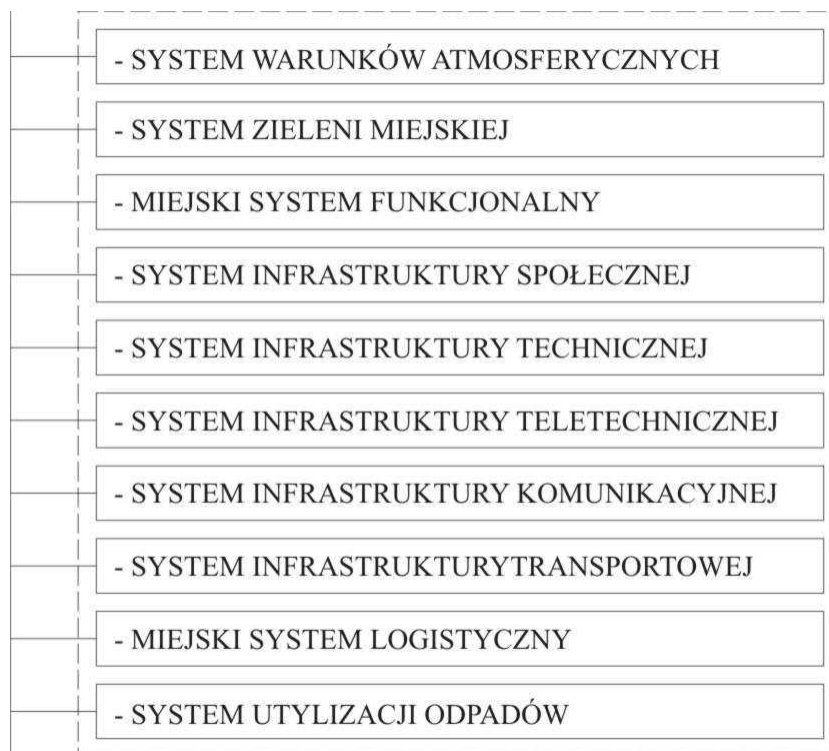 - SYSTEM WARUNKÓW ATMOSFERYCZNYCH
- SYSTEM ZIELENI MIEJSKIEJ
- MIEJSKI SYSTEM FUNKCJONALNY
- SYSTEM INFRASTRUKTURY SPOŁECZNEJ
- SYSTEM INFRASTRUKTURY TECHNICZNEJ
- SYSTEM INFRASTRUKTURY TELETECHNICZNEJ
- SYSTEM INFRASTRUKTURY KOMUNIKACYJNEJ
- SYSTEM INFRASTRUKTURYTRANSPORTOWEJ
- MIEJSKI SYSTEM LOGISTYCZNY
- SYSTEM UTYLIZACJI ODPADÓW